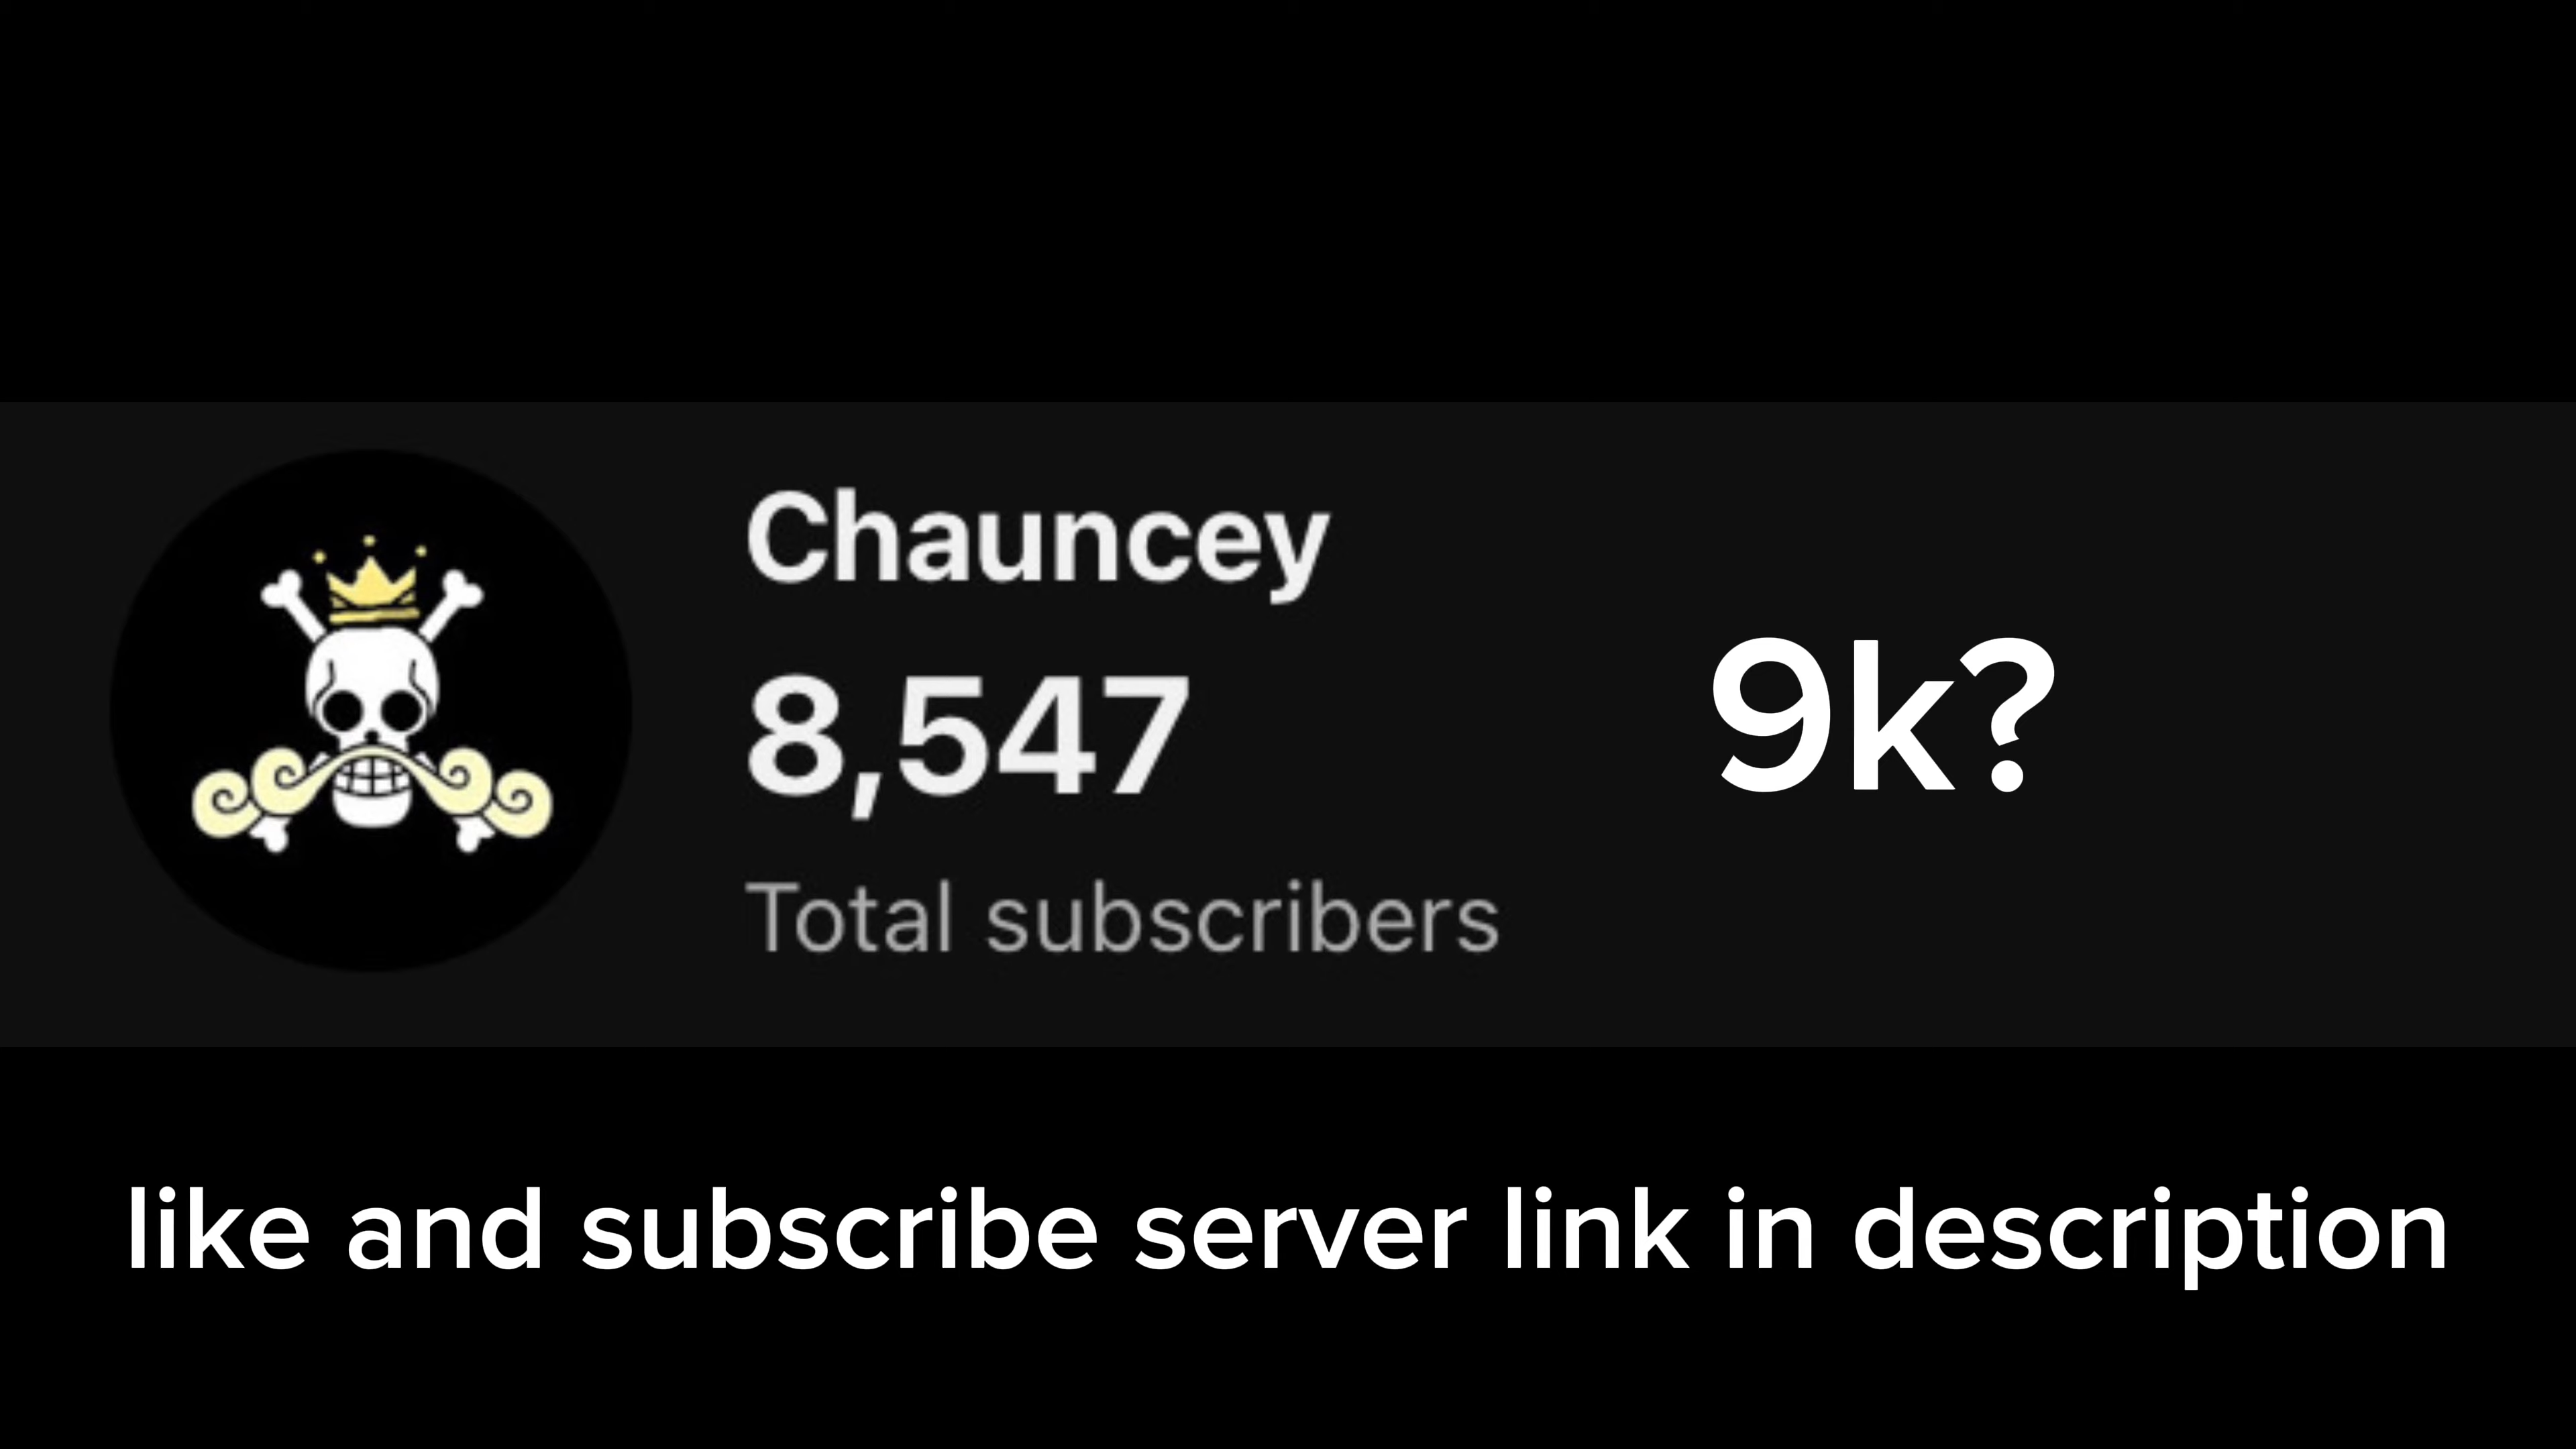 Chauncey
8,547
9k?
Total subscribers
like and subscribe server link in description